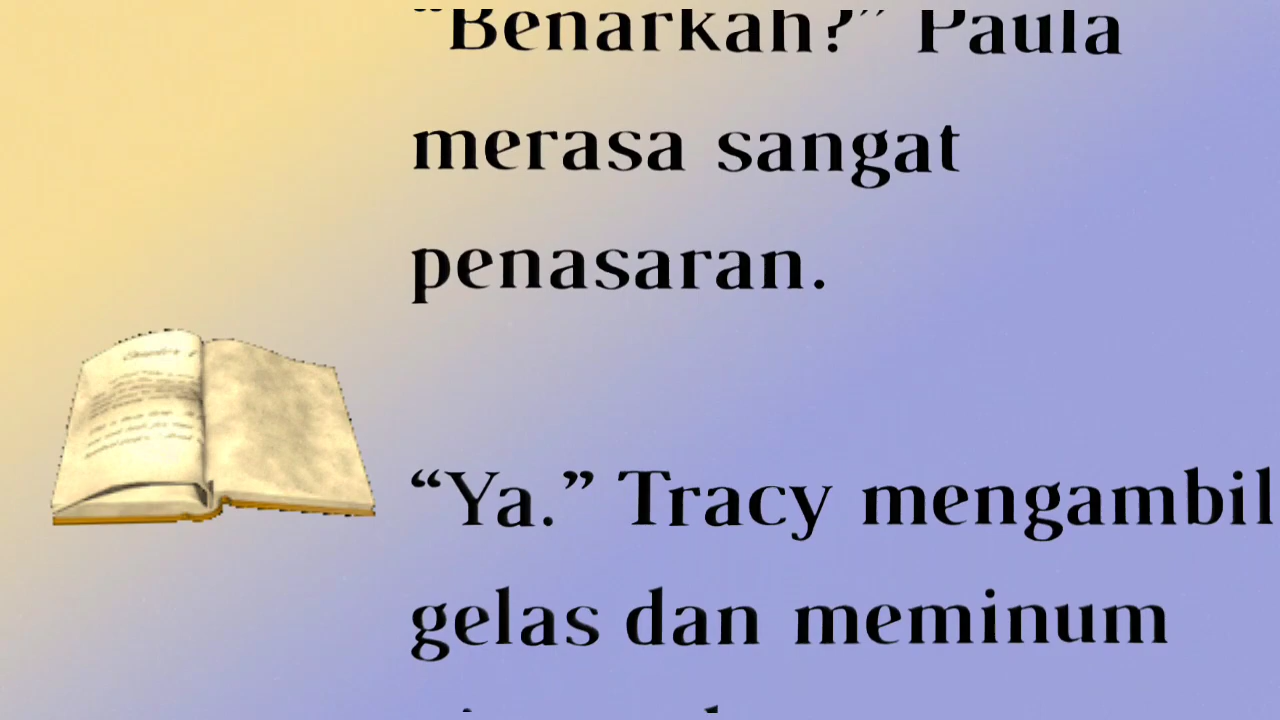 “Benarkah?” Paula
merasa sangat
penasaran.
“Ya.” Tracy mengambil
gelas dan meminum